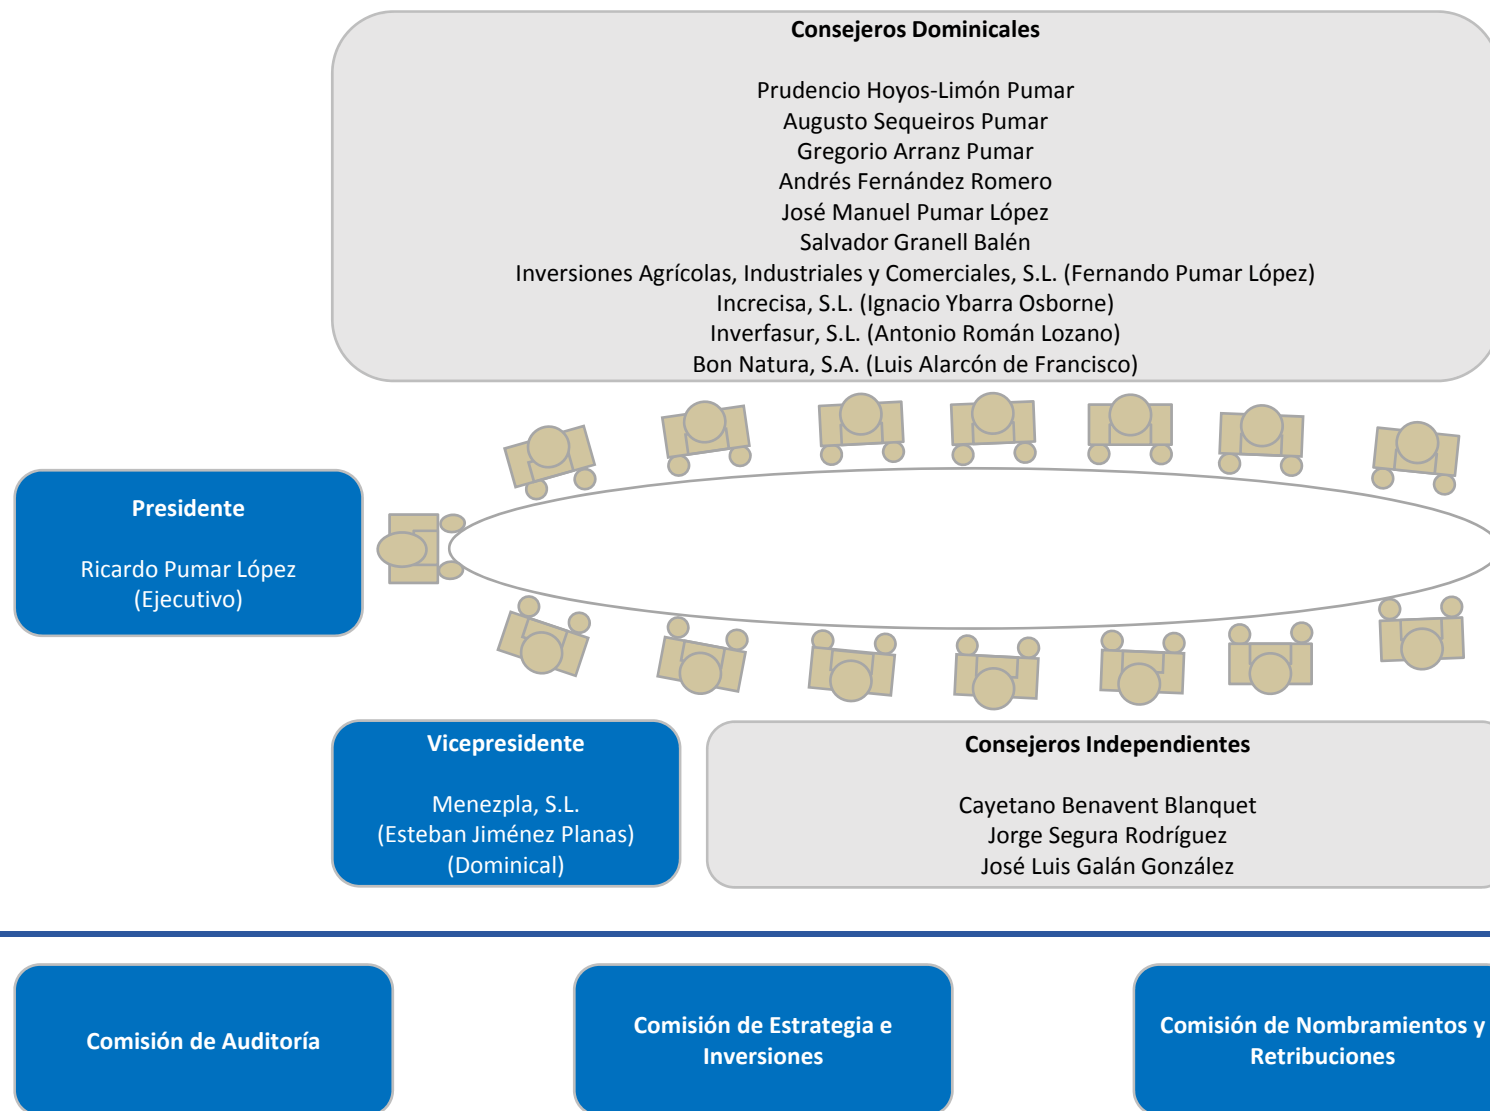 Consejeros Dominicales
Prudencio Hoyos-Limón Pumar
Augusto Sequeiros Pumar
Gregorio Arranz Pumar
Andrés Fernández Romero
José Manuel Pumar López
Salvador Granell Balén
Inversiones Agrícolas, Industriales y Comerciales, S.L. (Fernando Pumar López)
Increcisa, S.L. (Ignacio Ybarra Osborne)
Inverfasur, S.L. (Antonio Román Lozano)
Bon Natura, S.A. (Luis Alarcón de Francisco)
Presidente
Ricardo Pumar López
(Ejecutivo)
Vicepresidente
Menezpla, S.L.
(Esteban Jiménez Planas)
(Dominical)
Consejeros Independientes
Cayetano Benavent Blanquet
Jorge Segura Rodríguez
José Luis Galán González
Comisión de Auditoría
Comisión de Estrategia e
Inversiones
Comisión de Nombramientos y
Retribuciones